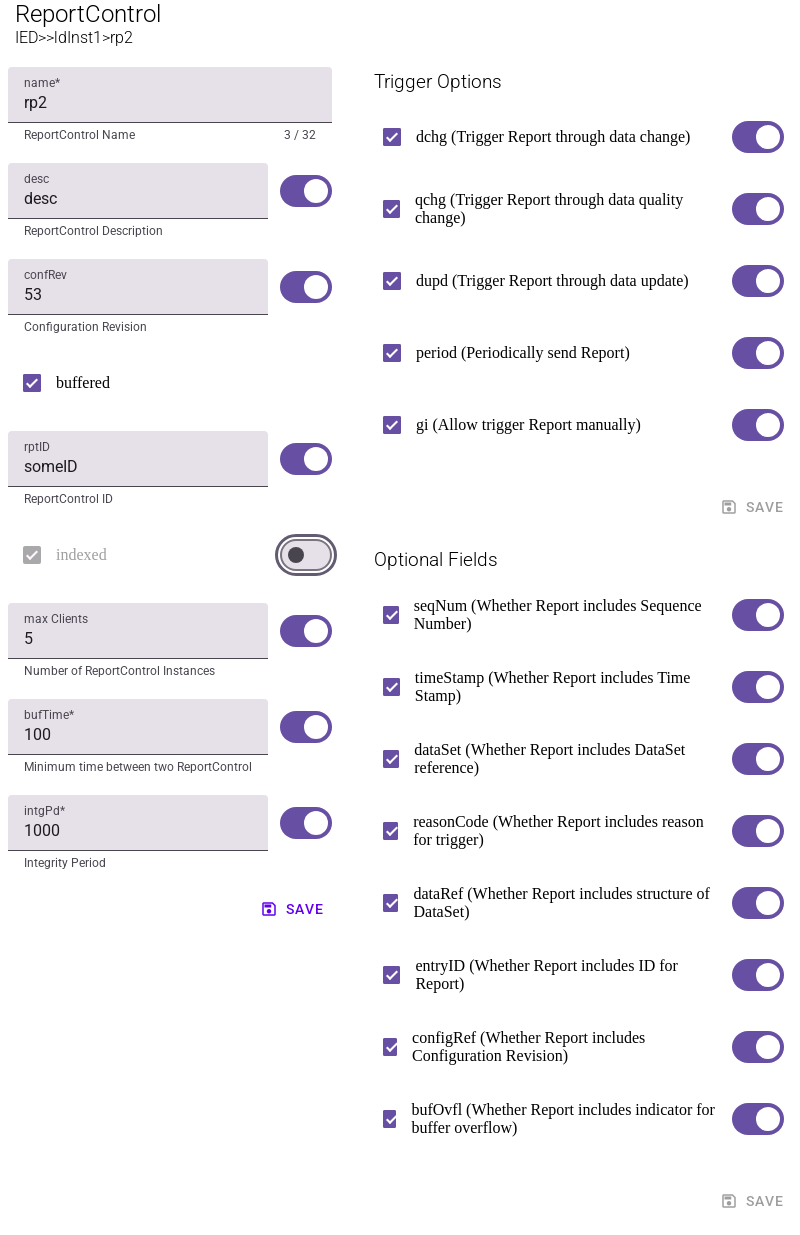 ReportControl
IED>>ldInst1>rp2
name*
rp2
ReportControl Name
3 / 32
desc
desc
ReportControl Description
confRev
53
Configuration Revision
buffered
rptID
someID
ReportControl ID
indexed
max Clients
5
Number of ReportControl Instances
bufTime*
100
Minimum time between two ReportControl
intgPd*
1000
Integrity Period
SAVE
Trigger Options
dchg (Trigger Report through data change)
qchg (Trigger Report through data quality
change)
dupd (Trigger Report through data update)
period (Periodically send Report)
gi (Allow trigger Report manually)
SAVE
Optional Fields
seqNum (Whether Report includes Sequence
Number)
timeStamp (Whether Report includes Time
Stamp)
dataSet (Whether Report includes DataSet
reference)
reasonCode (Whether Report includes reason
for trigger)
dataRef (Whether Report includes structure of
DataSet)
entryID (Whether Report includes ID for
Report)
configRef (Whether Report includes
Configuration Revision)
bufOvfl (Whether Report includes indicator for
buffer overflow)
SAVE